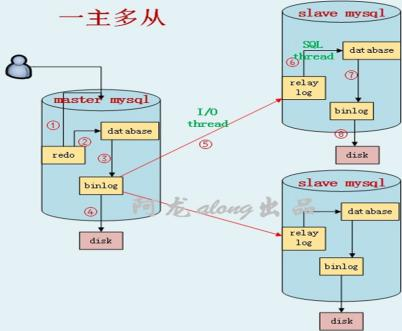 一主多从
master mysql
①
②
database
redo
③
binlog
④
disk
I/O
thread
⑤
slave mysql
SQL
thread
⑥
database
relay
log
⑦
binlog
⑧
disk
slave mysql
database
relay
log
binlog
disk
阿龙along出品